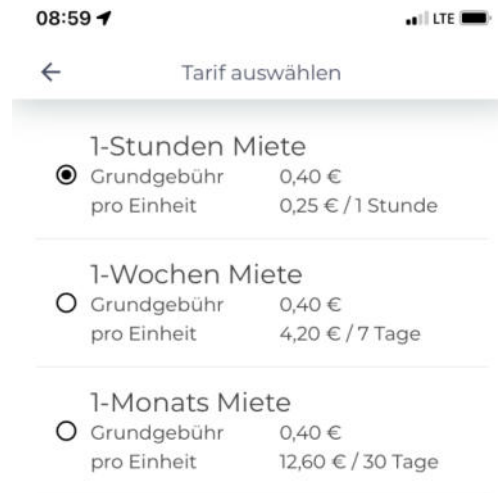 08:59 LTE
Tarif auswählen
1-Stunden Miete
Grundgebühr 0,40 €
pro Einheit 0,25 € / 1 Stunde
1-Wochen Miete
Grundgebühr 0,40 €
pro Einheit 4,20 € / 7 Tage
1-Monats Miete
Grundgebühr 0,40 €
pro Einheit 12,60 € / 30 Tage